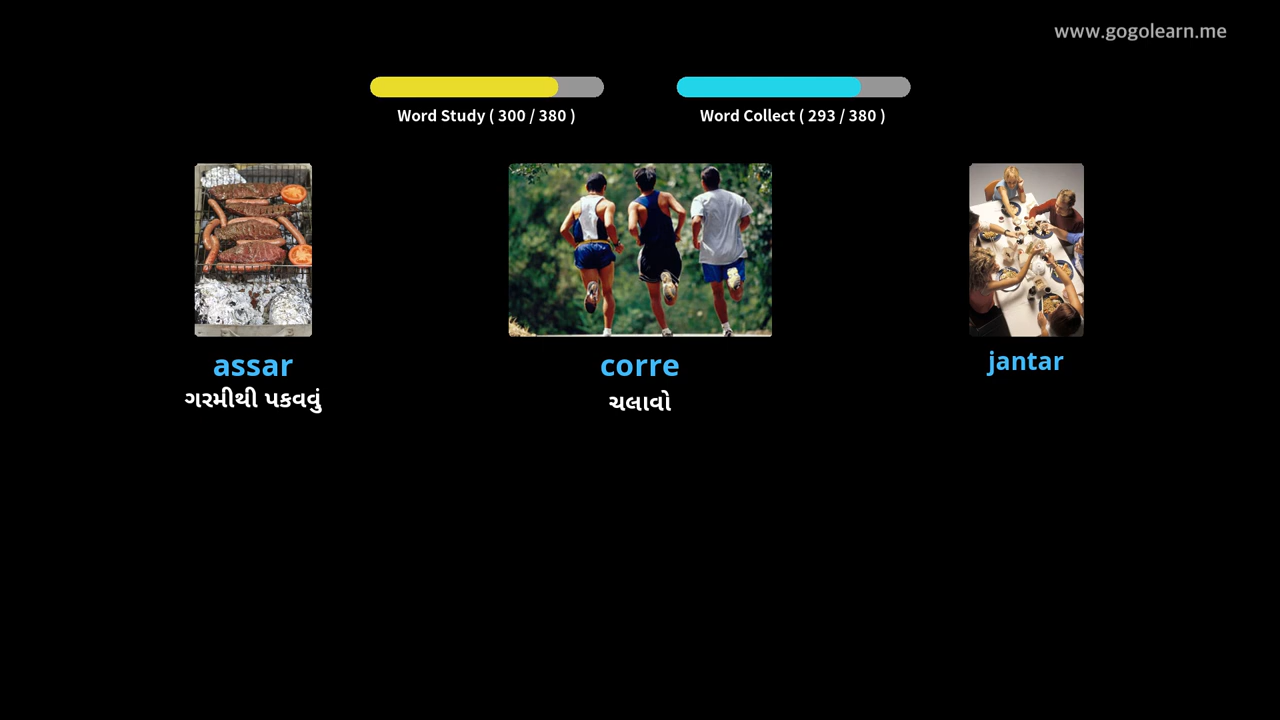 www.gogolearn.me
Word Study ( 300 / 380 )
Word Collect ( 293 / 380 )
assar
corre
jantar
ગરમીથી પકવવું
ચલાવો